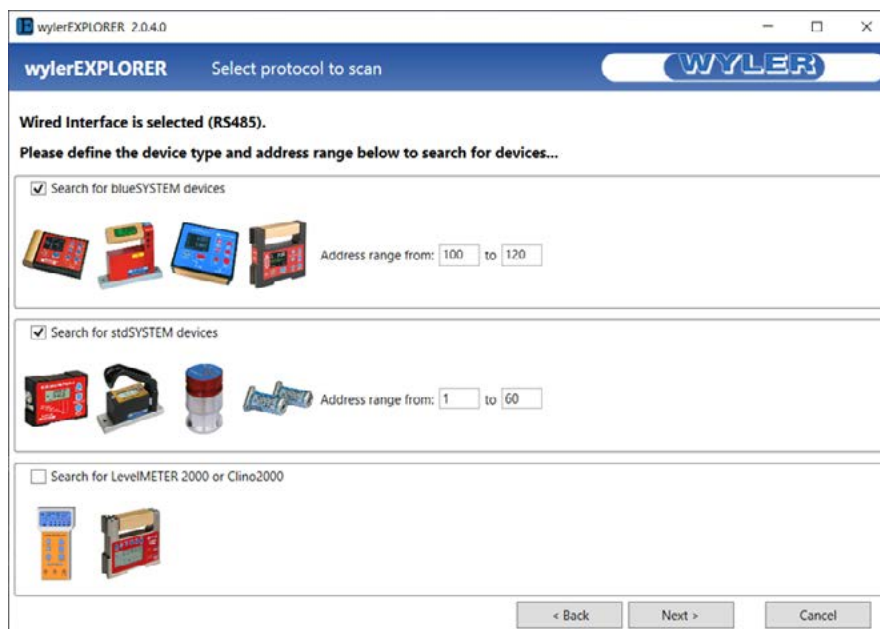 wylerEXPLORER 2.0.4.0
wylerEXPLORER Select protocol to scan WYLER
Wired Interface is selected (RS485).
Please define the device type and address range below to search for devices...
Search for blueSYSTEM devices
Address range from: 100 to 120
Search for stdSYSTEM devices
Address range from: 1 to 60
Search for LevelMETER 2000 or Clino2000
< Back Next > Cancel